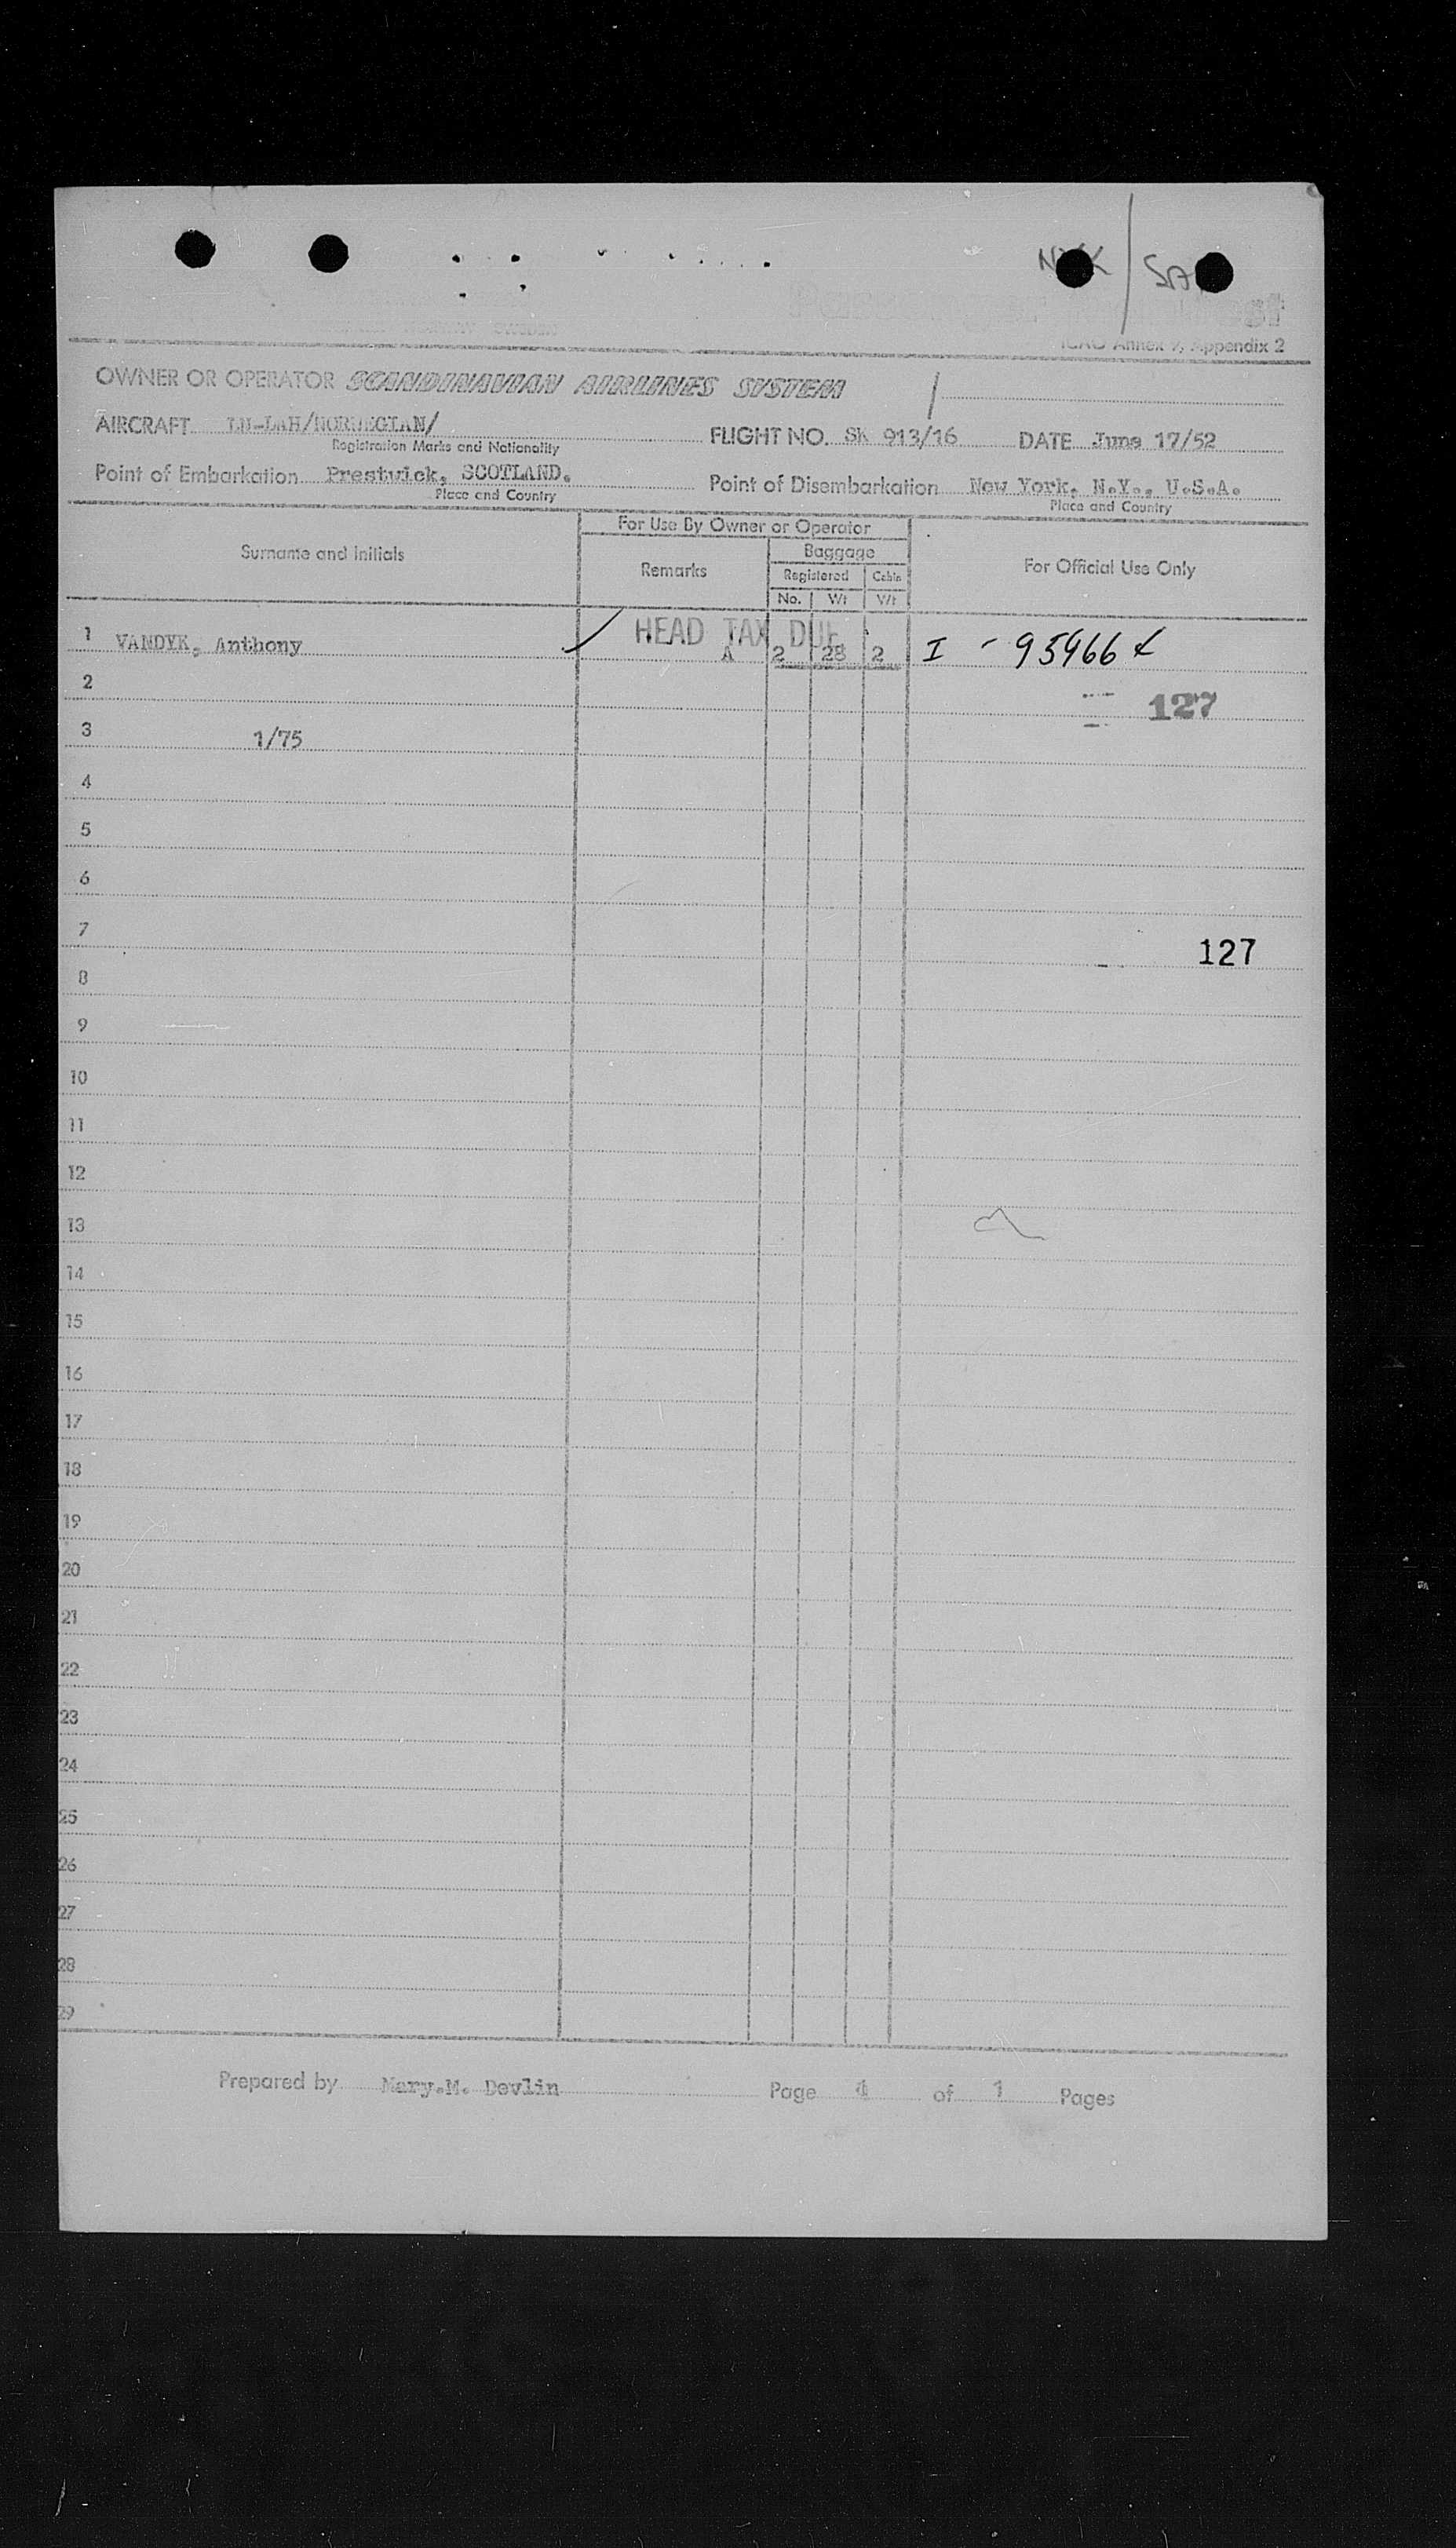 ICAO Annex 9, Appendix 2
OWNER OR OPERATOR SCANDINAVIAN AIRLINES SYSTEM
AIRCRAFT LN-LAH/NORWEGIAN/ FLIGHT NO. SK 913/16 DATE June 17/52
Registration Marks and Nationality
Point of Embarkation Prestwick, SCOTLAND. Point of Disembarkation New York, N.Y., U.S.A.
Place and Country Place and Country
For Use By Owner or Operator
Surname and Initials Remarks Baggage For Official Use Only
Registered Cabin
No. Wt Wt
HEAD TAX DUE
1 VANDYK, Anthony A 2 28 2 I - 95966
2 127
3 1/75
4
5
6
7 127
8
9
10
11
12
13
14
15
16
17
18
19
20
21
22
23
24
25
26
27
28
29
Prepared by Mary.M. Devlin Page 1 of 1 Pages